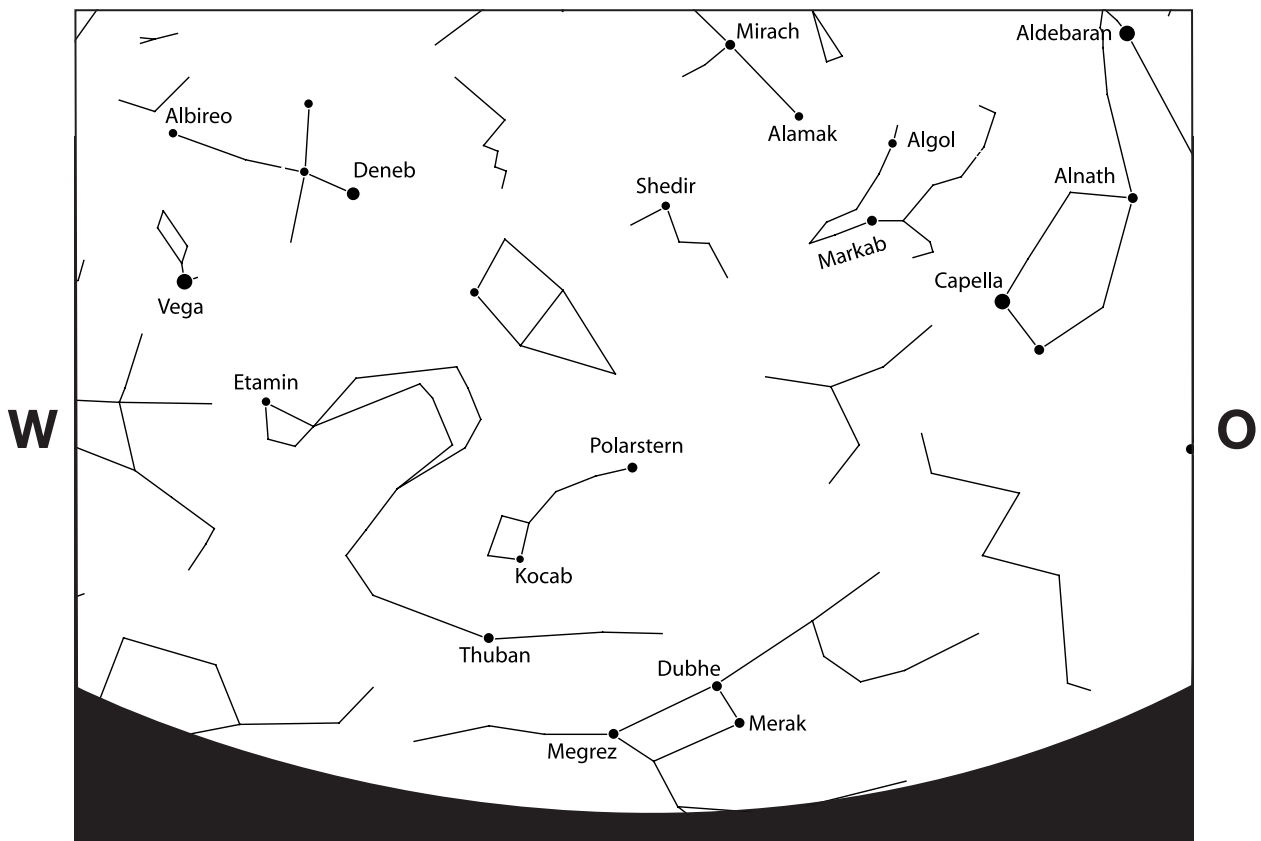 Mirach
Aldebaran
Albireo
Alamak
Algol
Deneb
Alnath
Shedir
Markab
Capella
Vega
Etamin
W
O
Polarstern
Kocab
Thuban
Dubhe
Merak
Megrez